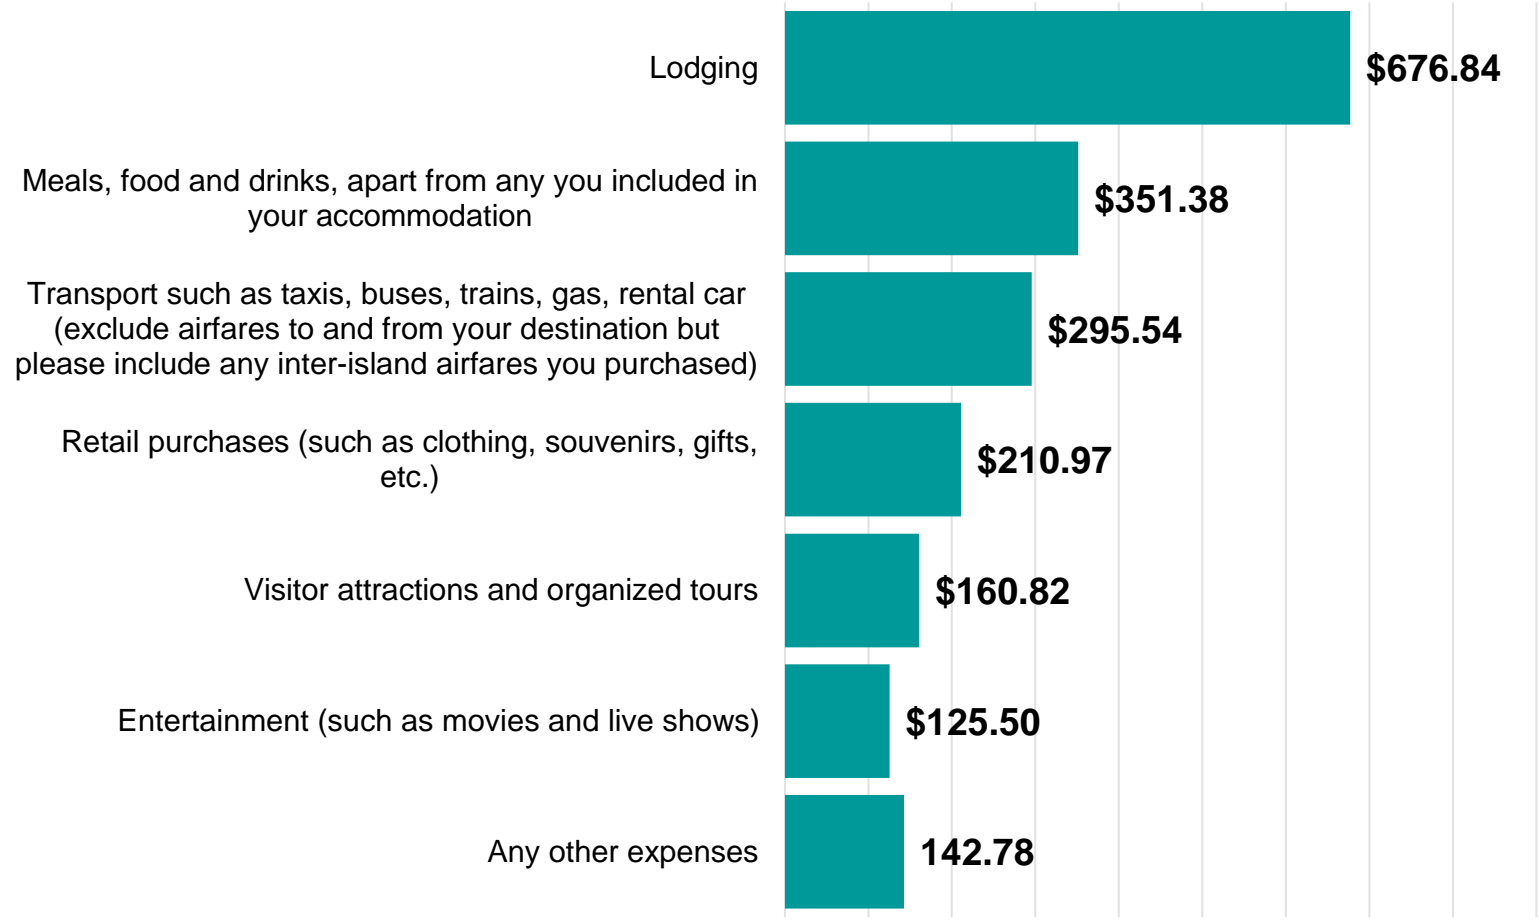 Lodging
$676.84
Meals, food and drinks, apart from any you included in
your accommodation
$351.38
Transport such as taxis, buses, trains, gas, rental car
(exclude airfares to and from your destination but
please include any inter-island airfares you purchased)
$295.54
Retail purchases (such as clothing, souvenirs, gifts,
etc.)
$210.97
Visitor attractions and organized tours
$160.82
Entertainment (such as movies and live shows)
$125.50
Any other expenses
142.78